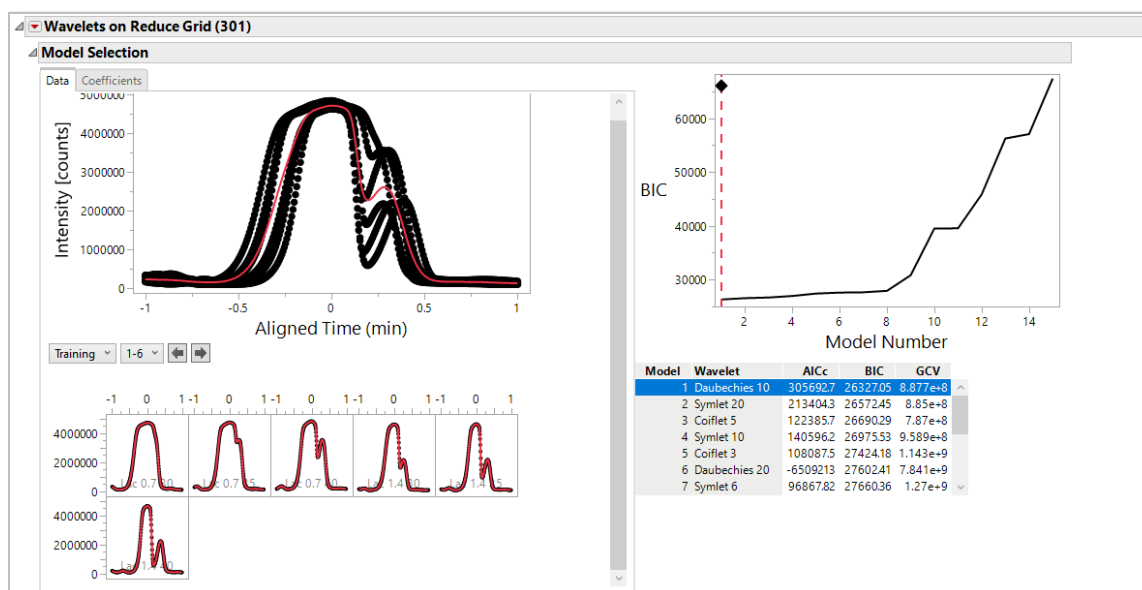 Wavelets on Reduce Grid (301)
Model Selection
Data Coefficients
5000000
4000000
3000000
2000000
1000000
0
Intensity [counts]
-1 -0.5 0 0.5 1
Aligned Time (min)
Training 1-6
-1 0 1 -1 0 1 -1 0 1 -1 0 1 -1 0 1
4000000
2000000
0
4000000
2000000
0
BIC
60000
50000
40000
30000
2 4 6 8 10 12 14
Model Number
Model Wavelet AICc BIC GCV
1 Daubechies 10 305692.7 26327.05 8.877e+8
2 Symlet 20 213404.3 26572.45 8.85e+8
3 Coiflet 5 122385.7 26690.29 7.87e+8
4 Symlet 10 140596.2 26975.53 9.589e+8
5 Coiflet 3 108087.5 27424.18 1.143e+9
6 Daubechies 20 -650921.3 27602.41 7.841e+9
7 Symlet 6 96867.82 27660.36 1.27e+9